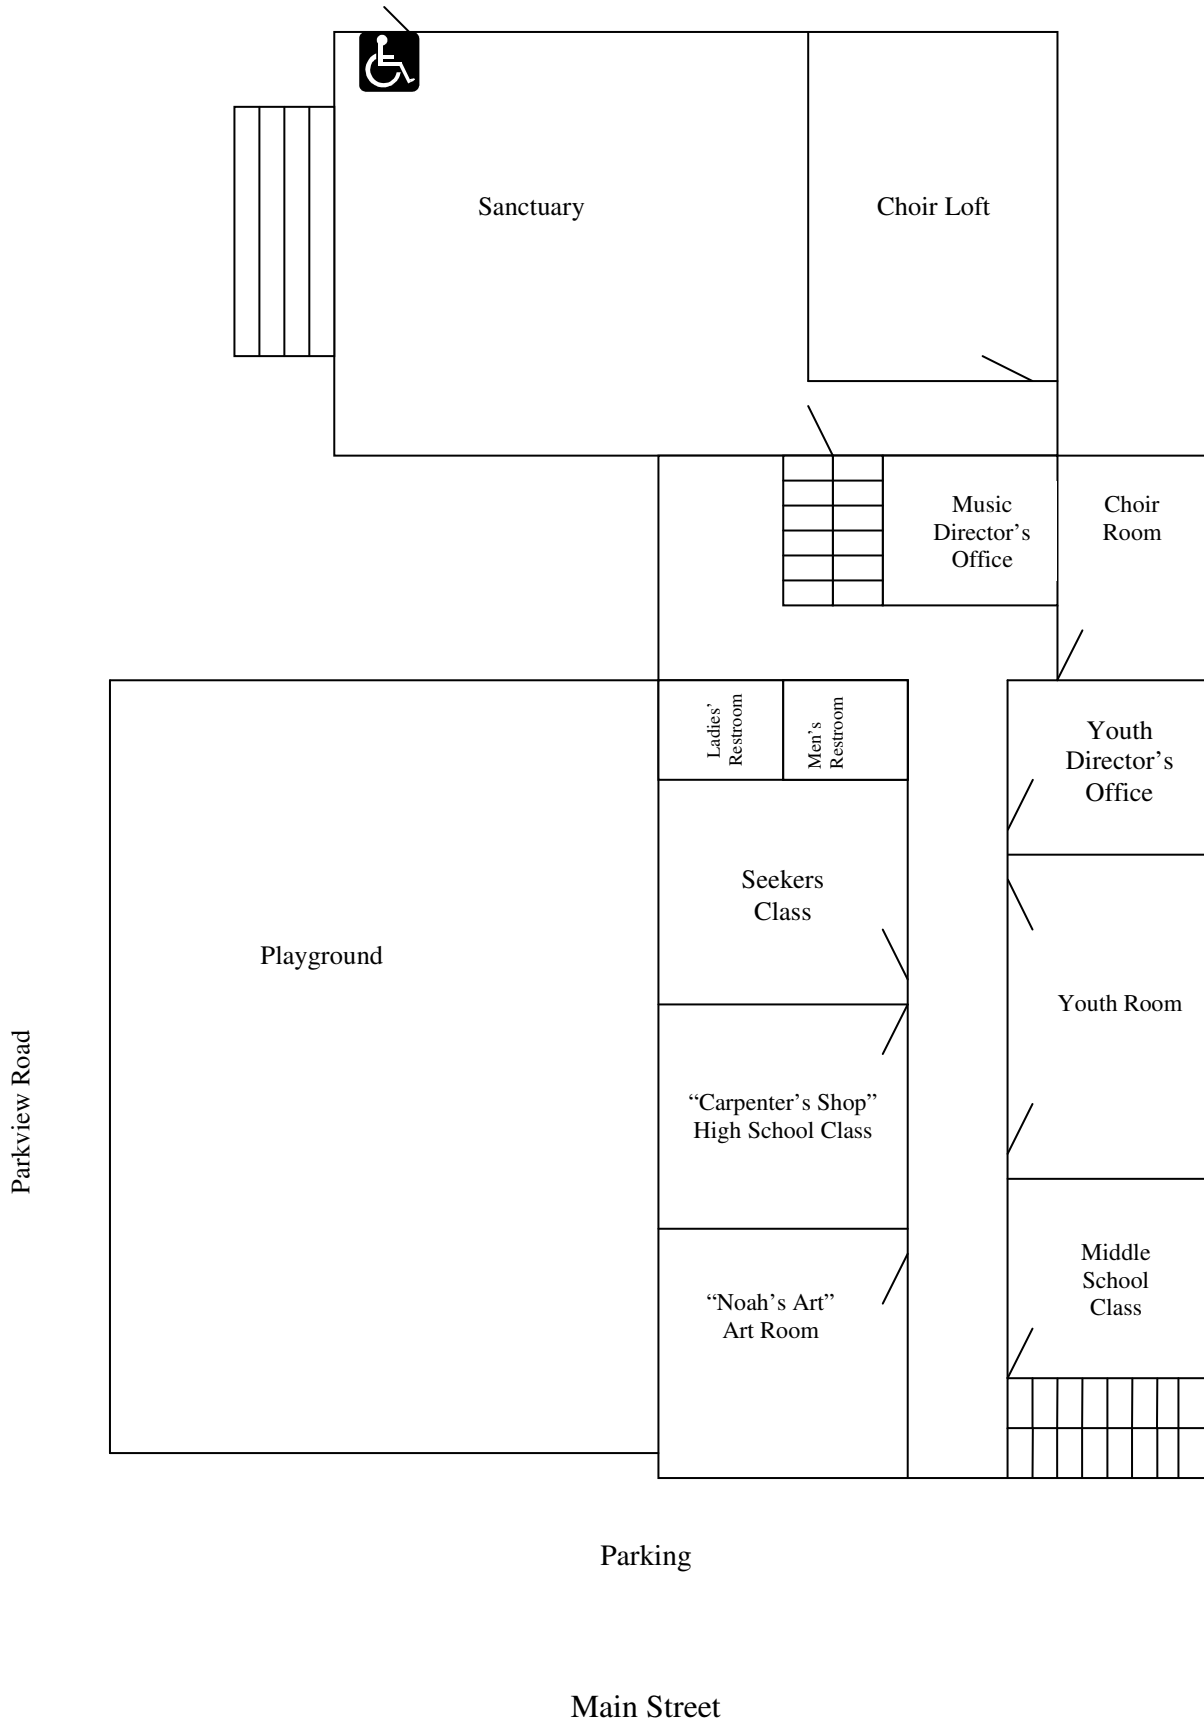 Sanctuary
Choir Loft
Music
Director’s
Office
Choir
Room
Ladies’
Restroom
Men’s
Restroom
Youth
Director’s
Office
Seekers
Class
Playground
Youth Room
Parkview Road
“Carpenter’s Shop”
High School Class
Middle
School
Class
“Noah’s Art”
Art Room
Parking
Main Street